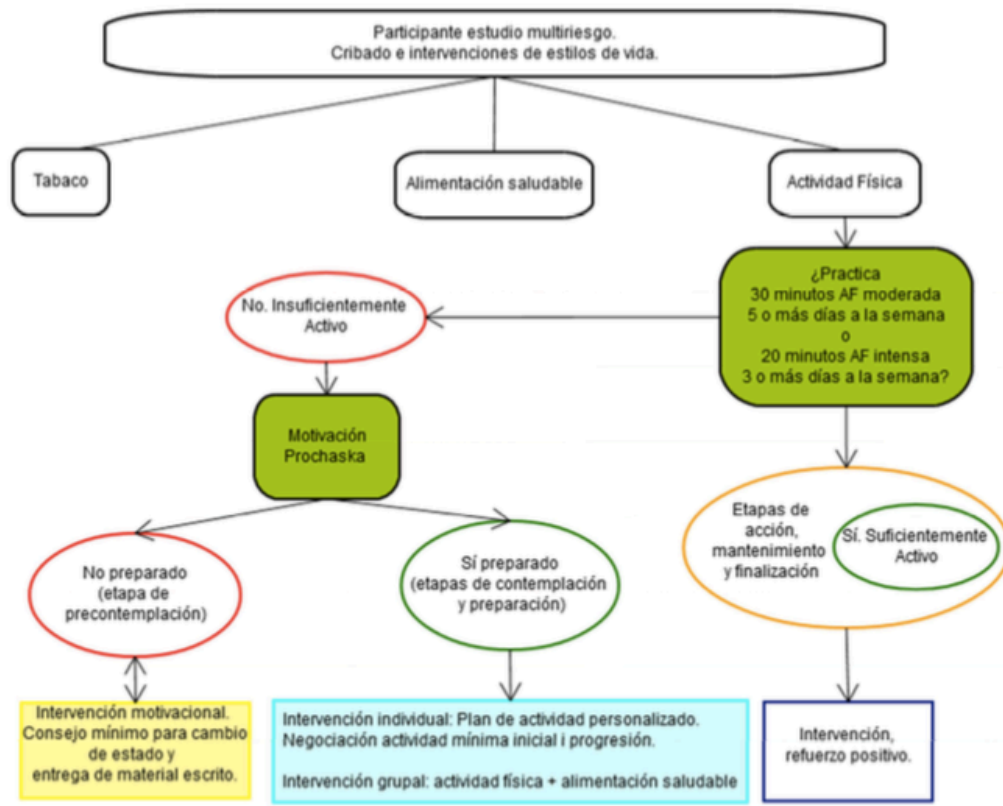 Participante estudio multiriesgo.
Cribado e intervenciones de estilos de vida.
Tabaco
Alimentación saludable
Actividad Física
¿Practica
30 minutos AF moderada
5 o más días a la semana
o
20 minutos AF intensa
3 o más días a la semana?
No. Insuficientemente
Activo
Motivación
Prochaska
Etapas de
acción,
mantenimiento
y finalización
Sí. Suficientemente
Activo
No preparado
(etapa de
precontemplación)
Sí preparado
(etapas de contemplación
y preparación)
Intervención motivacional.
Consejo mínimo para cambio
de estado y
entrega de material escrito.
Intervención individual: Plan de actividad personalizado.
Negociación actividad mínima inicial i progresión.
Intervención grupal: actividad física + alimentación saludable
Intervención,
refuerzo positivo.